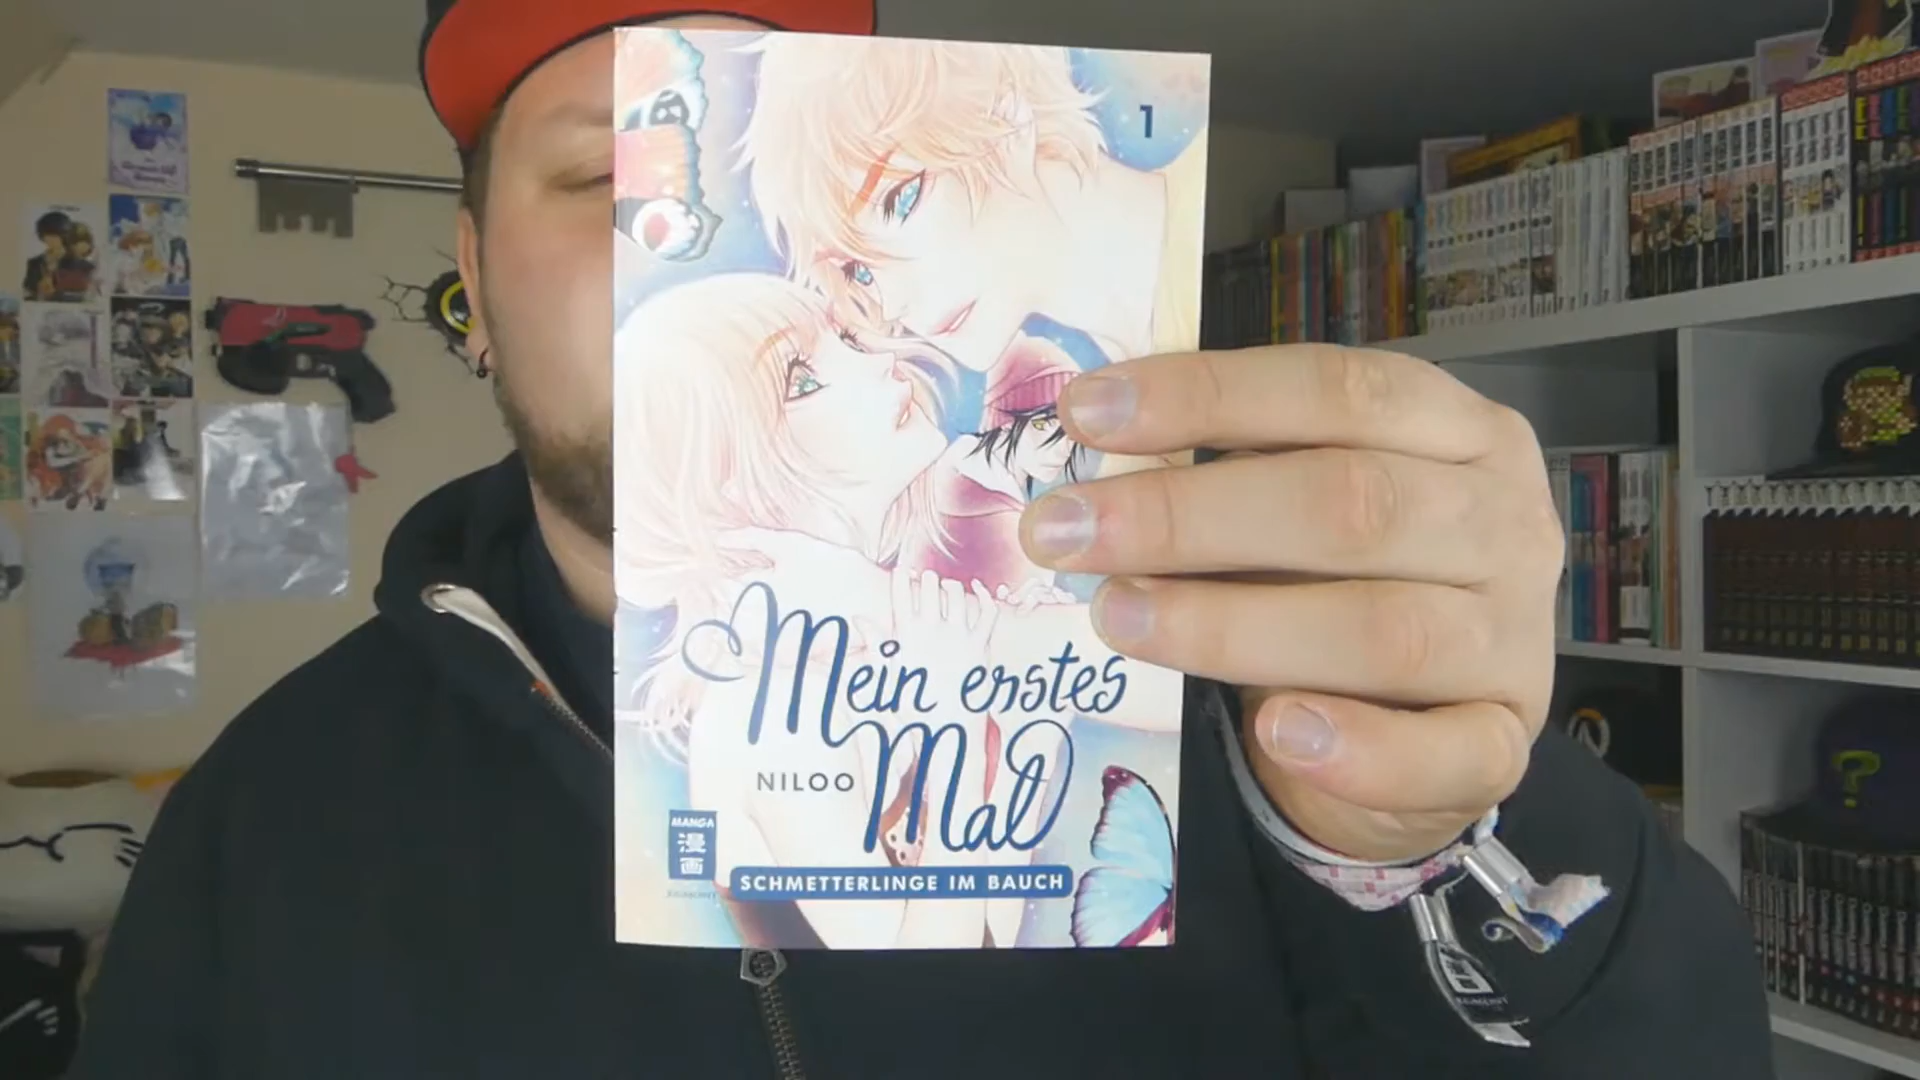 1
Mein erstes
Mal
NILOO
MANGA
漫
画
SCHMETTERLINGE IM BAUCH